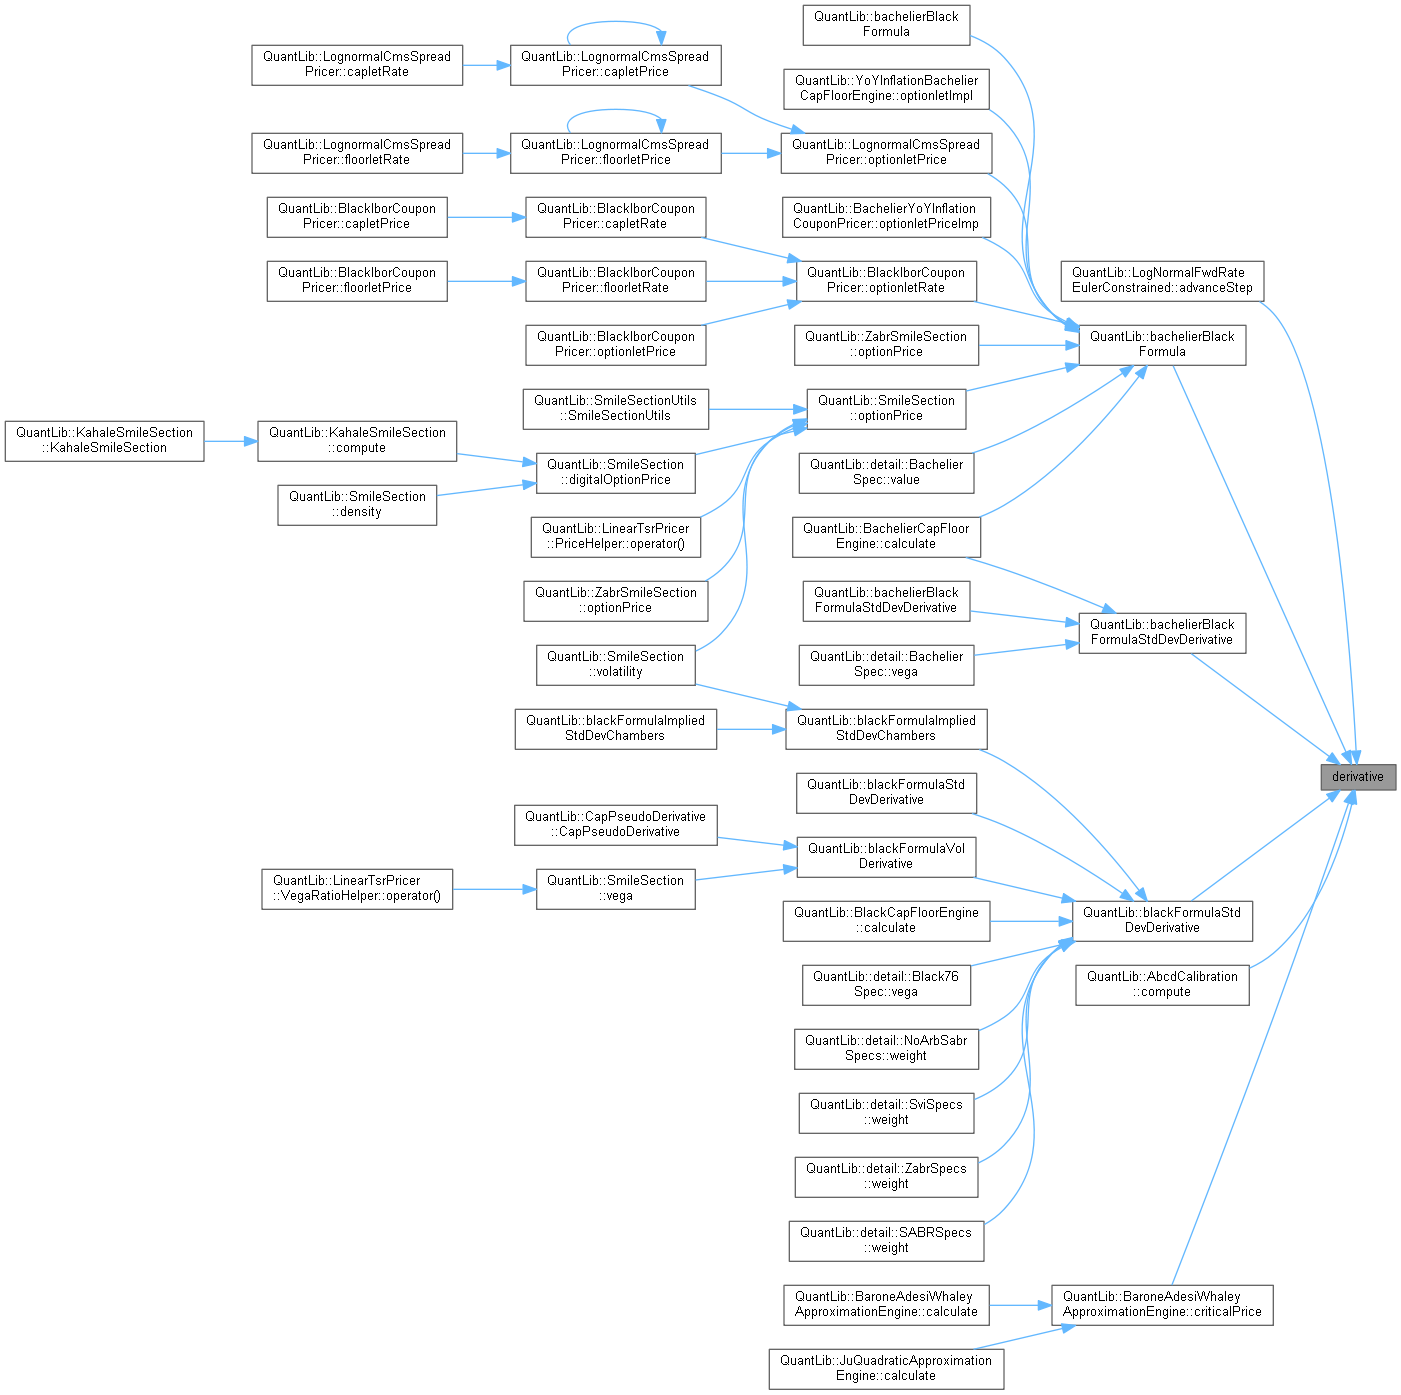 QuantLib::bachelierBlack
Formula
QuantLib::LognormalCmsSpread
Pricer::capletRate
QuantLib::LognormalCmsSpread
Pricer::capletPrice
QuantLib::YoYInflationBachelier
CapFloorEngine::optionletImpl
QuantLib::LognormalCmsSpread
Pricer::floorletRate
QuantLib::LognormalCmsSpread
Pricer::floorletPrice
QuantLib::LognormalCmsSpread
Pricer::optionletPrice
QuantLib::BlackIborCoupon
Pricer::capletPrice
QuantLib::BlackIborCoupon
Pricer::capletRate
QuantLib::BachelierYoYInflation
CouponPricer::optionletPriceImp
QuantLib::BlackIborCoupon
Pricer::floorletPrice
QuantLib::BlackIborCoupon
Pricer::floorletRate
QuantLib::BlackIborCoupon
Pricer::optionletRate
QuantLib::LogNormalFwdRate
EulerConstrained::advanceStep
QuantLib::BlackIborCoupon
Pricer::optionletPrice
QuantLib::ZabrSmileSection
::optionPrice
QuantLib::bachelierBlack
Formula
QuantLib::SmileSectionUtils
::SmileSectionUtils
QuantLib::SmileSection
::optionPrice
QuantLib::KahaleSmileSection
::KahaleSmileSection
QuantLib::KahaleSmileSection
::compute
QuantLib::SmileSection
::digitalOptionPrice
QuantLib::detail::Bachelier
Spec::value
QuantLib::SmileSection
::density
QuantLib::LinearTsrPricer
::PriceHelper::operator()
QuantLib::BachelierCapFloor
Engine::calculate
QuantLib::ZabrSmileSection
::optionPrice
QuantLib::bachelierBlack
FormulaStdDevDerivative
QuantLib::bachelierBlack
FormulaStdDevDerivative
QuantLib::SmileSection
::volatility
QuantLib::detail::Bachelier
Spec::vega
QuantLib::blackFormulaImplied
StdDevChambers
QuantLib::blackFormulaImplied
StdDevChambers
derivative
QuantLib::blackFormulaStd
DevDerivative
QuantLib::CapPseudoDerivative
::CapPseudoDerivative
QuantLib::blackFormulaVol
Derivative
QuantLib::LinearTsrPricer
::VegaRatioHelper::operator()
QuantLib::SmileSection
::vega
QuantLib::BlackCapFloorEngine
::calculate
QuantLib::blackFormulaStd
DevDerivative
QuantLib::detail::Black76
Spec::vega
QuantLib::AbcdCalibration
::compute
QuantLib::detail::NoArbSabr
Specs::weight
QuantLib::detail::SviSpecs
::weight
QuantLib::detail::ZabrSpecs
::weight
QuantLib::detail::SABRSpecs
::weight
QuantLib::BaroneAdesiWhaley
ApproximationEngine::calculate
QuantLib::BaroneAdesiWhaley
ApproximationEngine::criticalPrice
QuantLib::JuQuadraticApproximation
Engine::calculate